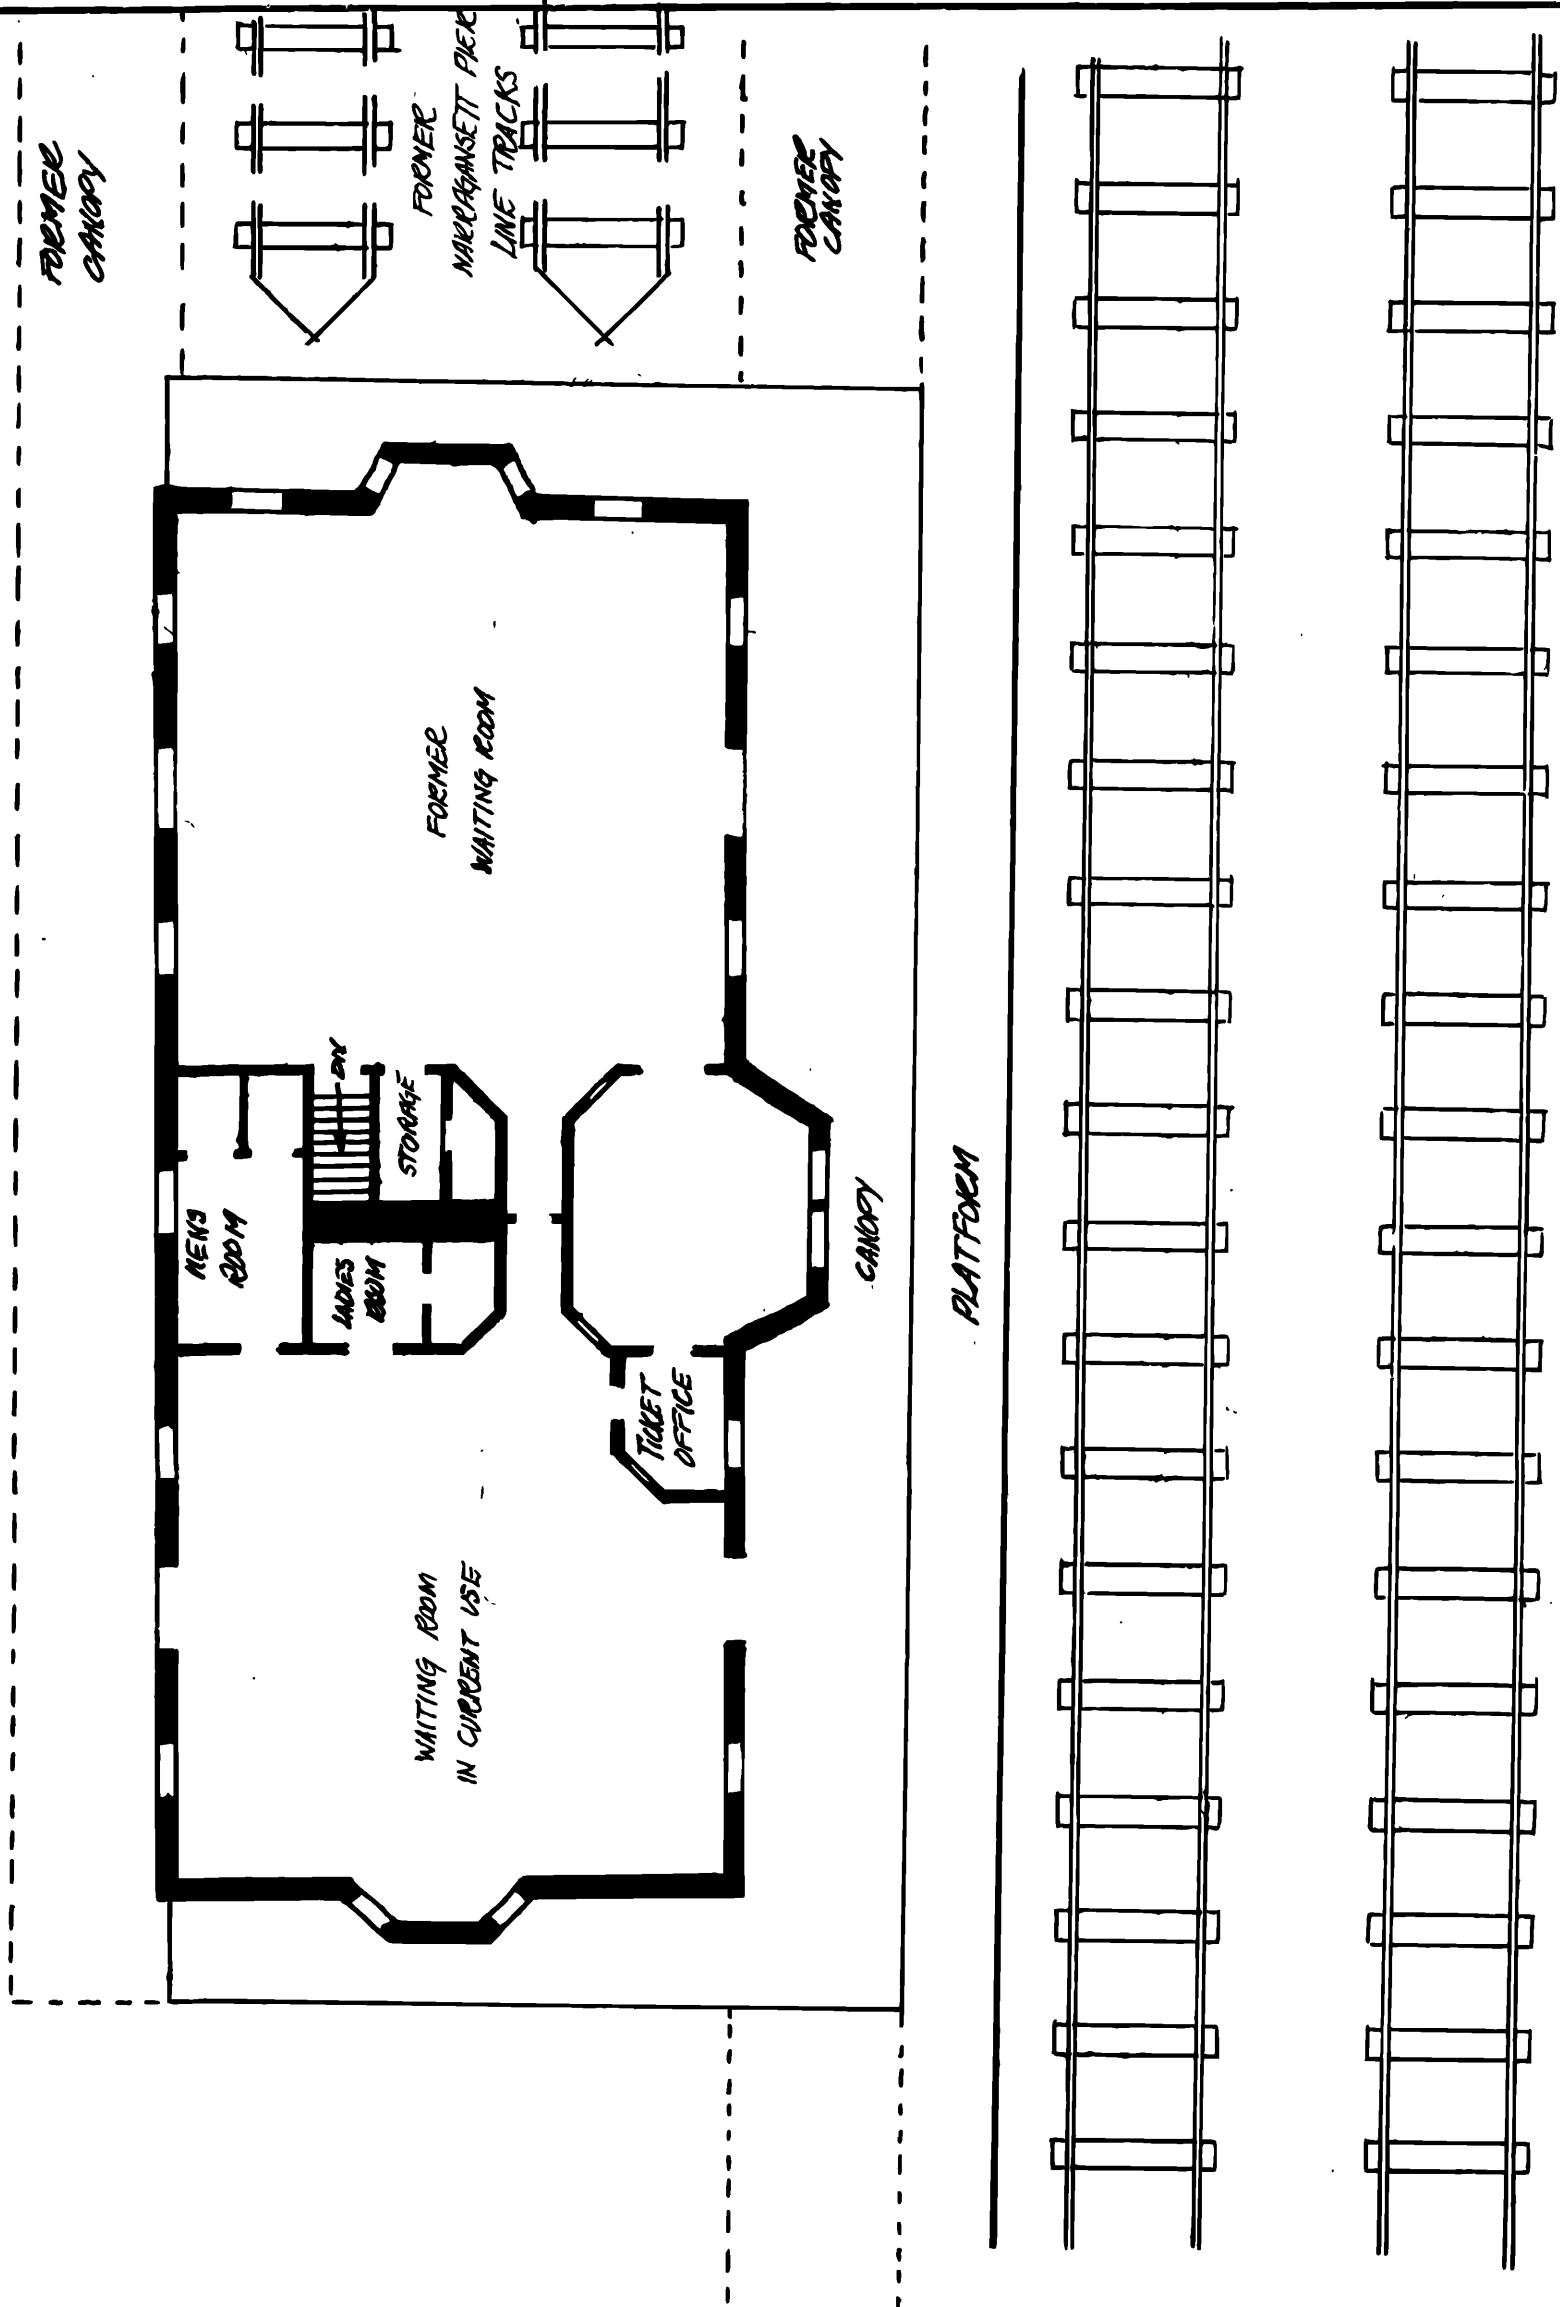 FORMER
CANOPY
FORMER
NARRAGANSETT PIER
LINE TRACKS
FORMER
CANOPY
FORMER
WAITING ROOM
DN
STORAGE
MENS
ROOM
LADIES
ROOM
TICKET
OFFICE
CANOPY
PLATFORM
WAITING ROOM
IN CURRENT USE